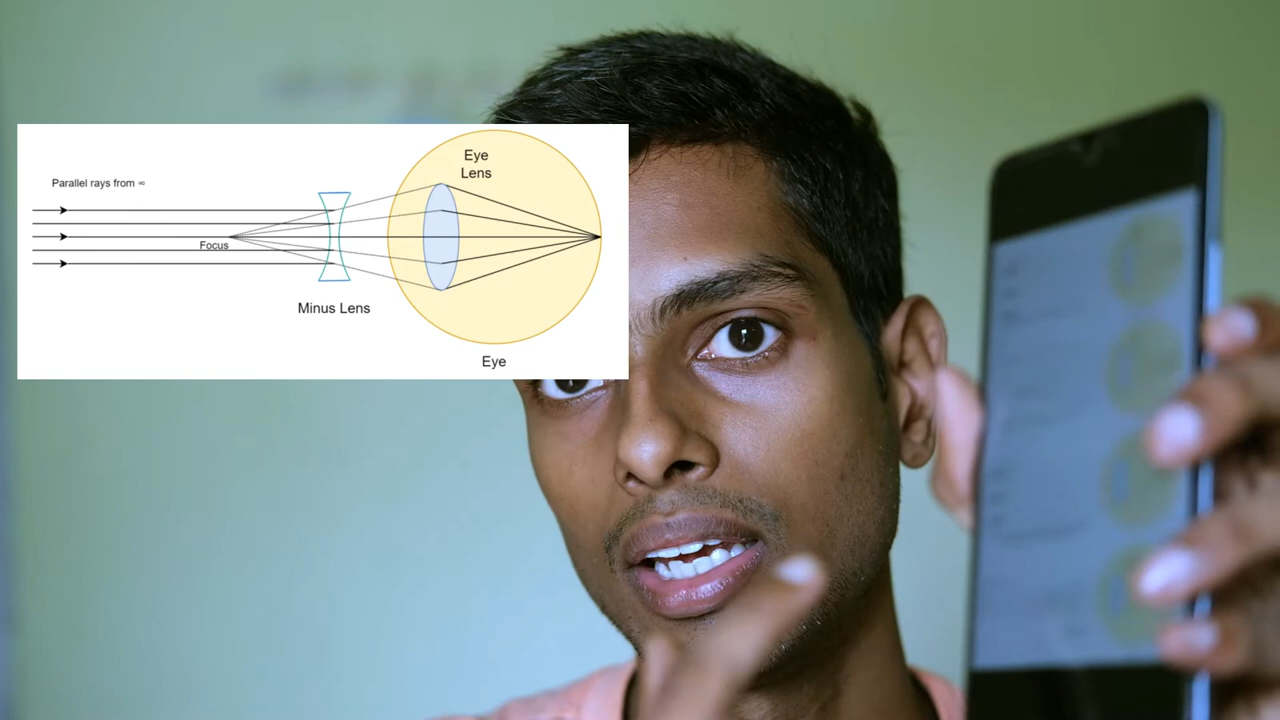 Parallel rays from ∞
Eye
Lens
Focus
Minus Lens
Eye